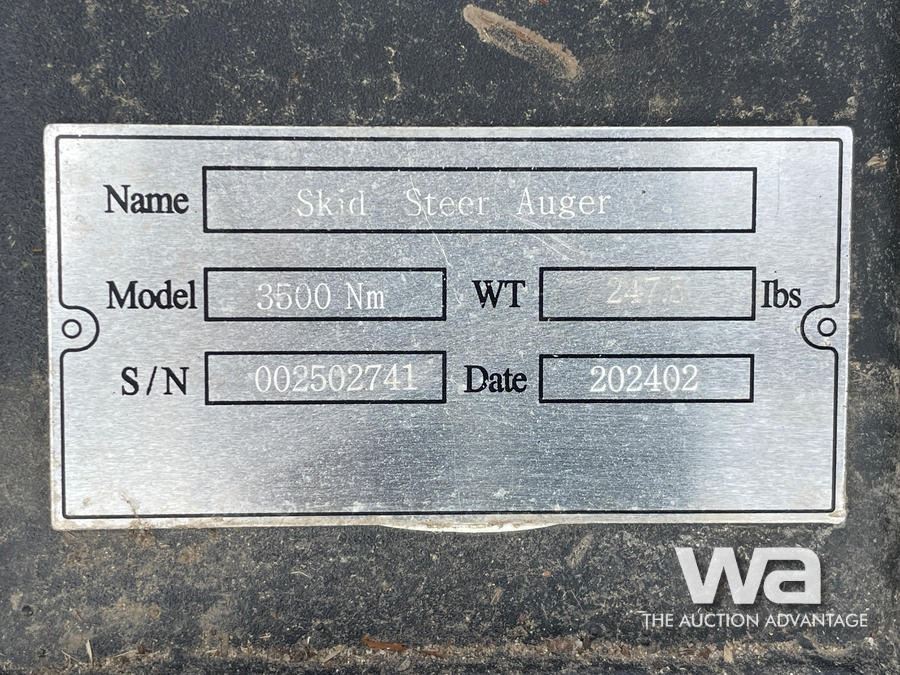 Name Skid Steer Auger
Model 3500 Nm WT lbs
S/N 002502741 Date 202402
wa
THE AUCTION ADVANTAGE